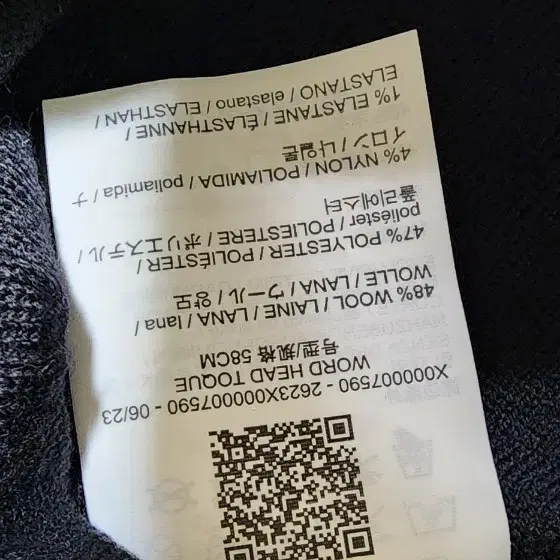 X000007590 - 2623X000007590 - 06/23
WORD HEAD TOQUE
号型/规格 58CM
48% WOOL / LAINE / LANA / lana /
WOLLE / LANA / ウール / 양모
47% POLYESTER / POLIÉSTER /
poliéster / POLIESTERE / ポリエステル /
폴리에스터
4% NYLON / POLIAMIDA / poliamida / ナ
イロン / 나일론
1% ELASTANE / ÉLASTHANNE /
ELASTANO / elastano / ELASTHAN /